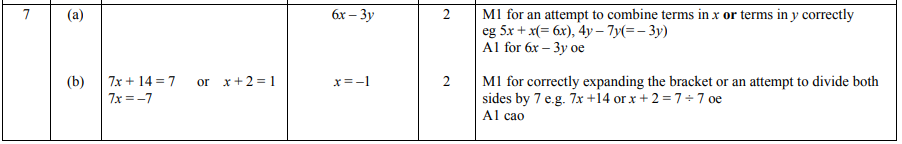 7 (a) 6x – 3y 2 M1 for an attempt to combine terms in x or terms in y correctly
eg 5x + x(= 6x), 4y – 7y(= – 3y)
A1 for 6x – 3y oe
(b) 7x + 14 = 7 or x + 2 = 1 x = –1 2 M1 for correctly expanding the bracket or an attempt to divide both
7x = –7 sides by 7 e.g. 7x +14 or x + 2 = 7 ÷ 7 oe
A1 cao